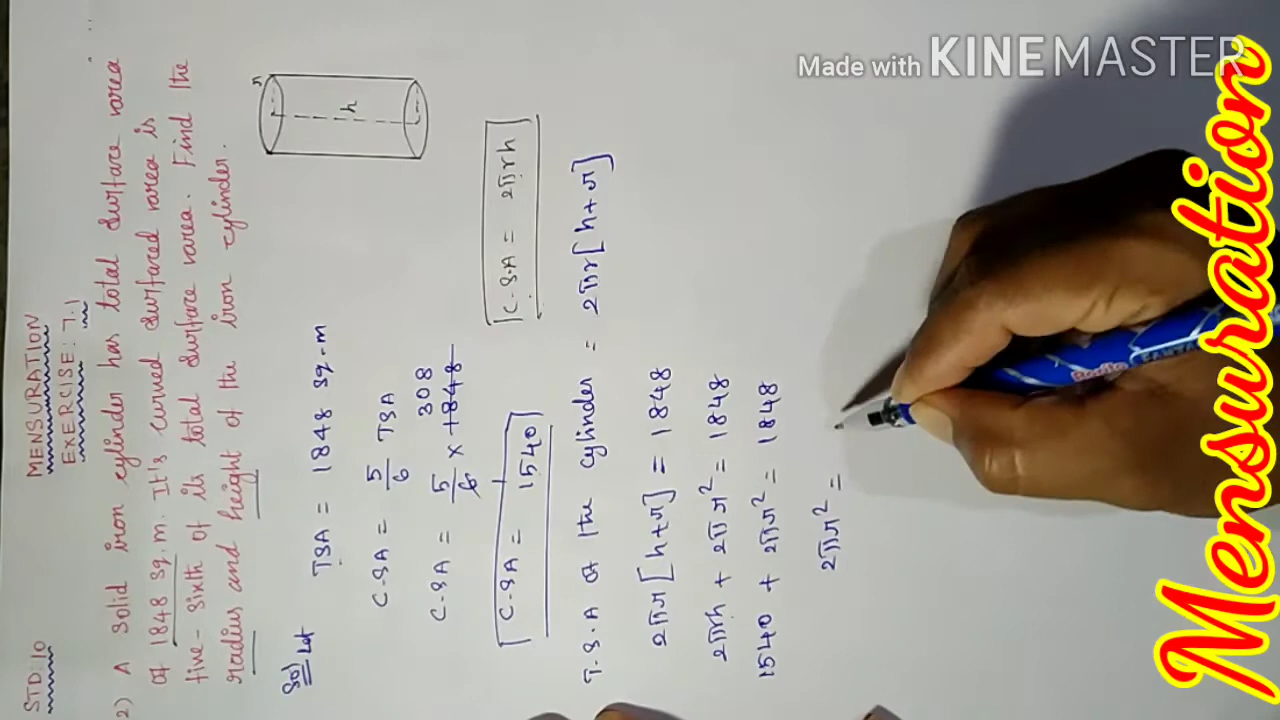 STD: 10
MENSURATION
EXERCISE: 7.1
2) A solid iron cylinder has total surface area
of 1848 sq.m. It's curved surfaced area is
five-sixth of its total surface area. Find the
radius and height of the iron cylinder.
r
h
Sol Let
TSA = 1848 sq.m
C.S.A = 5/6 TSA
308
C.S.A = 5/6 × 1848
C.S.A = 1540
C.S.A = 2πrh
T.S.A of the cylinder = 2πr[h+r]
2πr[h+r] = 1848
2πrh + 2πr² = 1848
1540 + 2πr² = 1848
2πr² =
Made with KINEMASTER
Mensuration